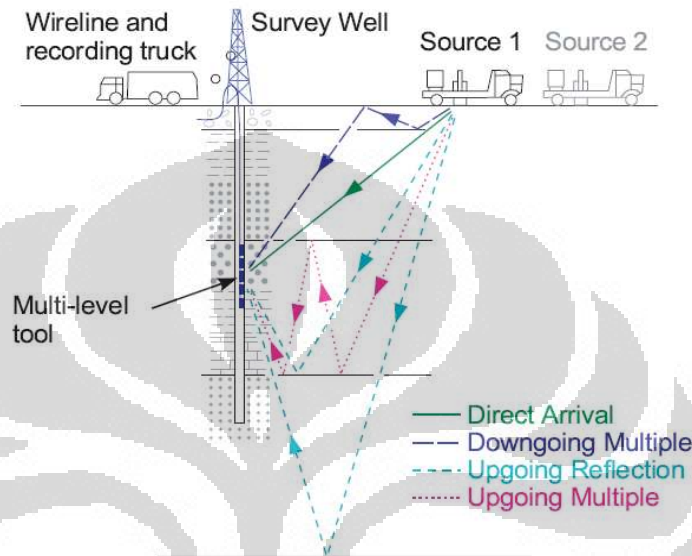 Wireline and
recording truck
Survey Well
Source 1
Source 2
Multi-level
tool
Direct Arrival
Downgoing Multiple
Upgoing Reflection
Upgoing Multiple